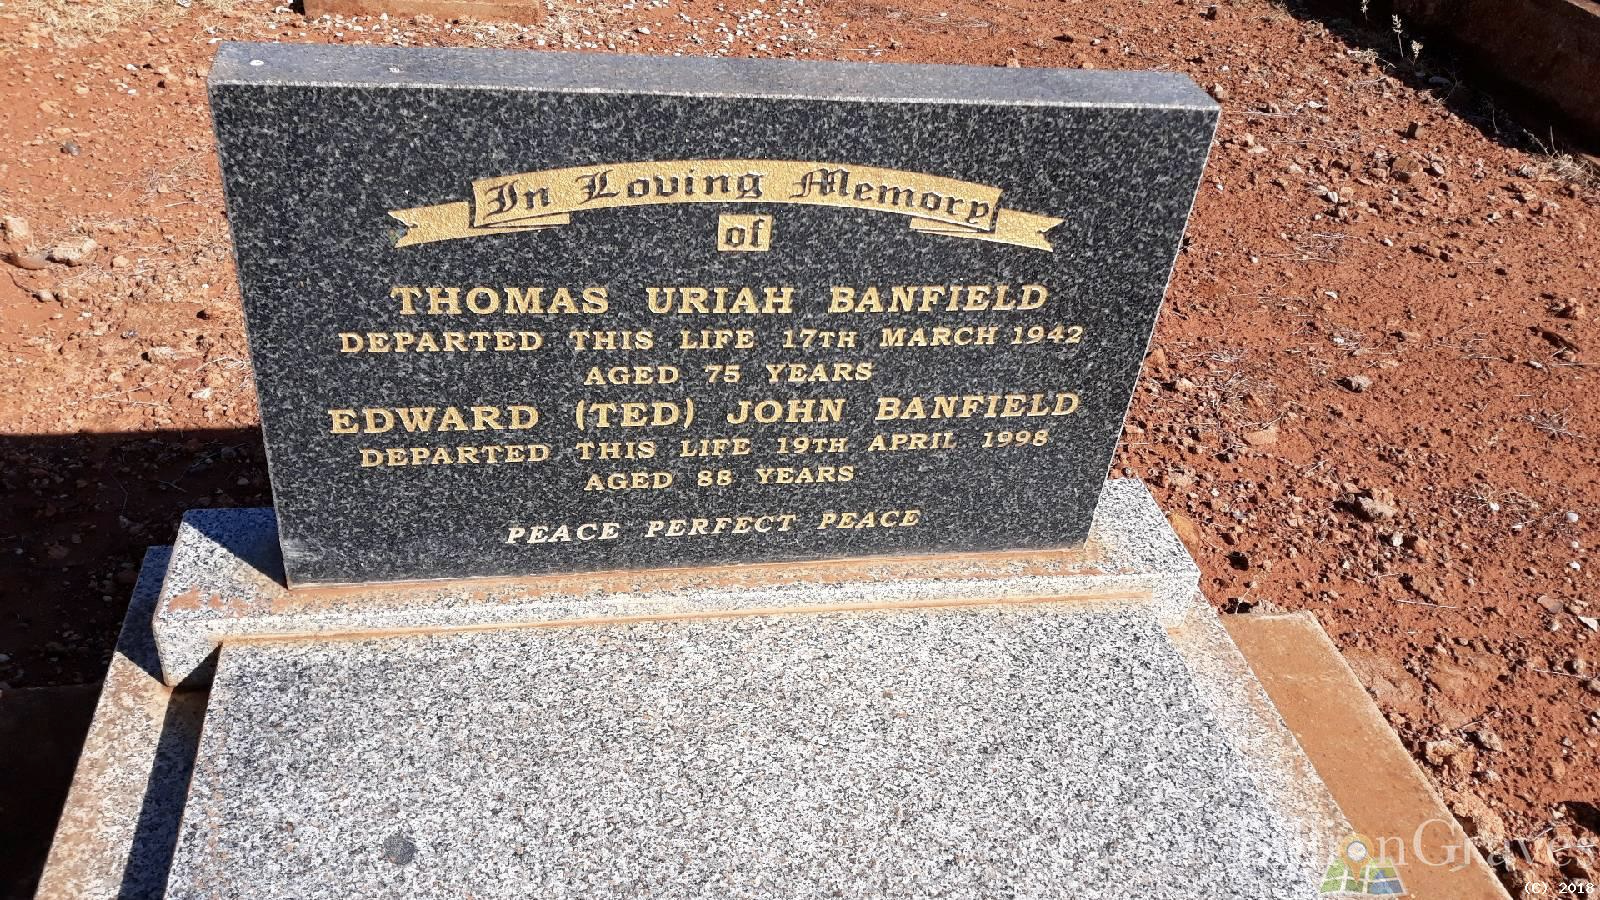 In Loving Memory
of
THOMAS URIAH BANFIELD
DEPARTED THIS LIFE 17TH MARCH 1942
AGED 75 YEARS
EDWARD (TED) JOHN BANFIELD
DEPARTED THIS LIFE 19TH APRIL 1998
AGED 88 YEARS
PEACE PERFECT PEACE
BillionGraves
(C) 2018